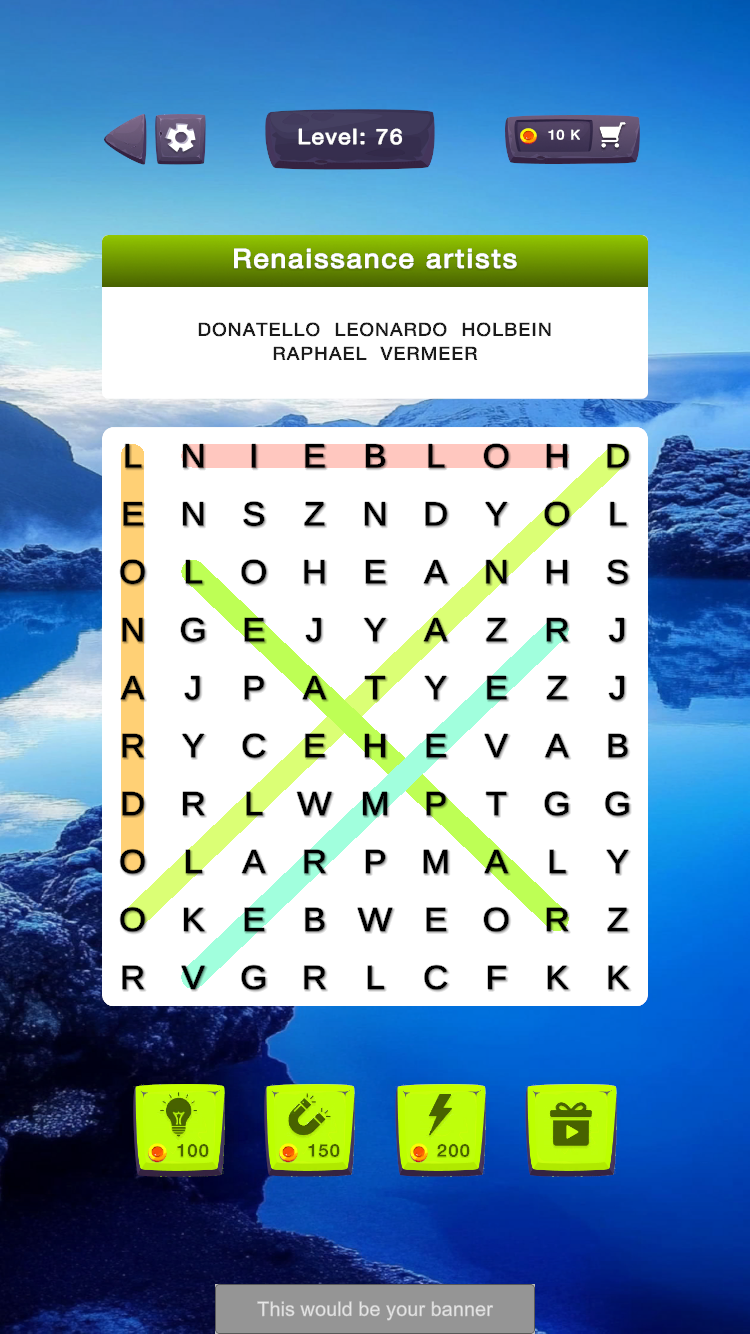 Level: 76
10 K
Renaissance artists
DONATELLO LEONARDO HOLBEIN
RAPHAEL VERMEER
L N I E B L O H D
E N S Z N D Y O L
O L O H E A N H S
N G E J Y A Z R J
A J P A T Y E Z J
R Y C E H E V A B
D R L W M P T G G
O L A R P M A L Y
O K E B W E O R Z
R V G R L C F K K
100 150 200
This would be your banner